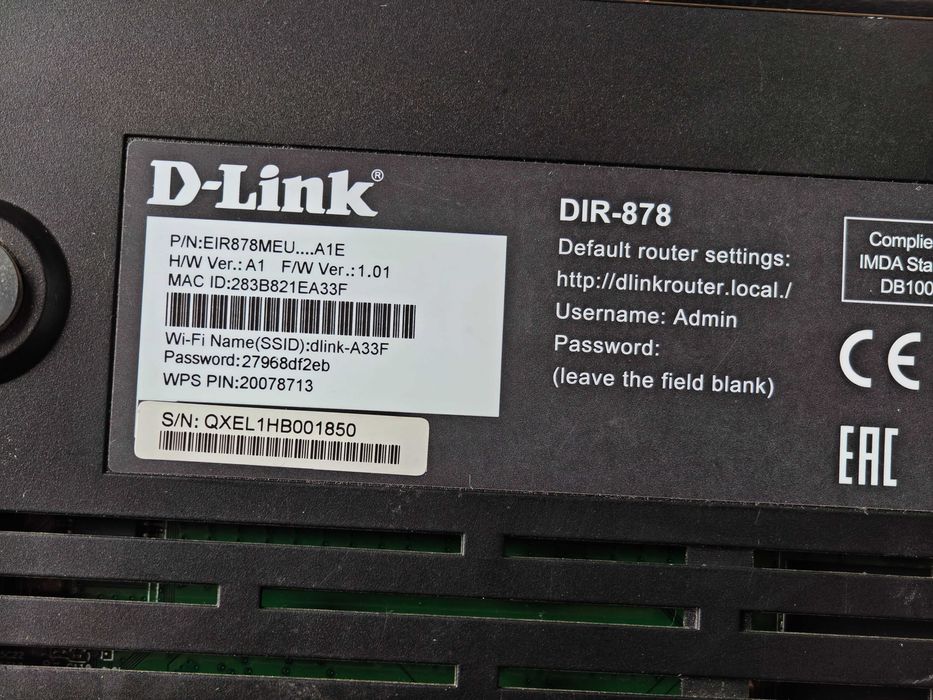 D-Link®
P/N:EIR878MEU....A1E
H/W Ver.: A1 F/W Ver.:1.01
MAC ID:283B821EA33F
Wi-Fi Name(SSID):dlink-A33F
Password:27968df2eb
WPS PIN:20078713
S/N: QXEL1HB001850
DIR-878
Default router settings:
http://dlinkrouter.local./
Username: Admin
Password:
(leave the field blank)
Complie
IMDA Sta
DB100
CE
EAC